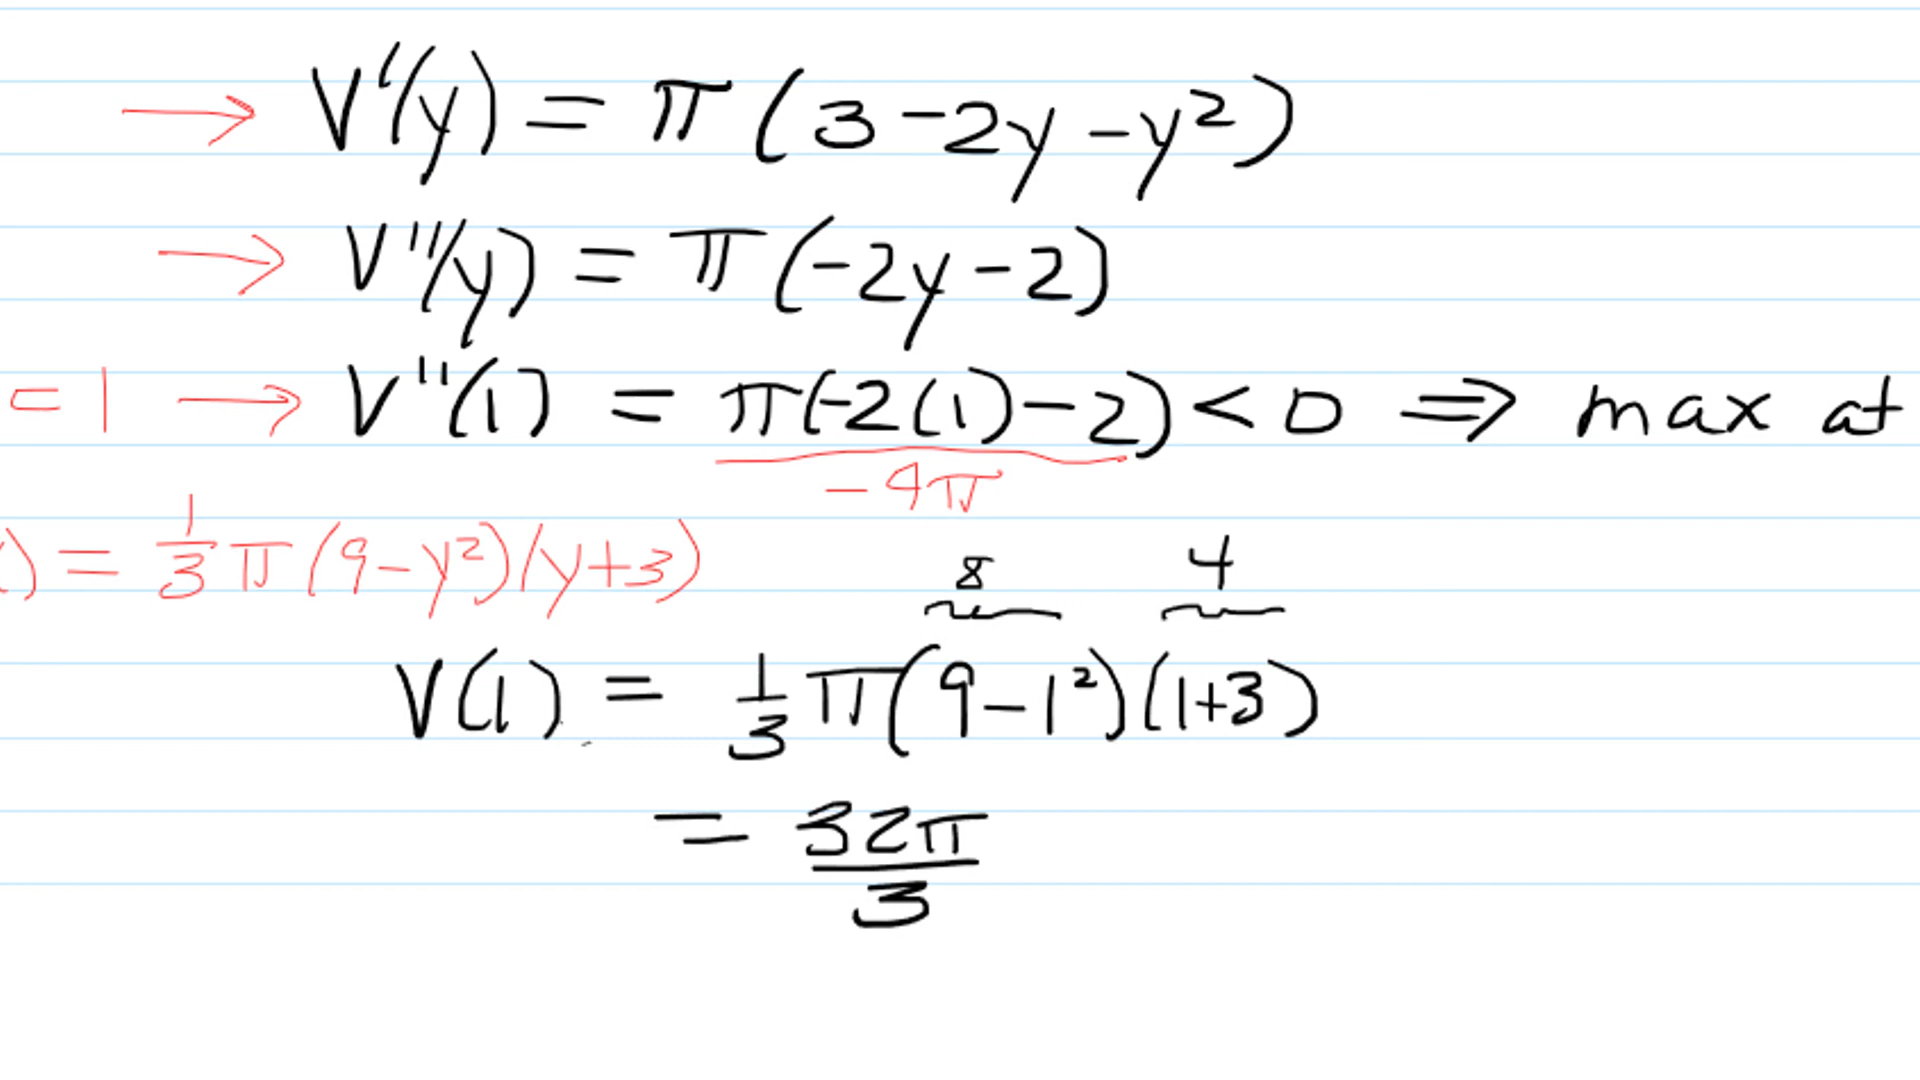 → V'(y) = π(3-2y-y²)
→ V''(y) = π(-2y-2)
= 1 → V''(1) = π(-2(1)-2) < 0 ⇒ max at
-4π
) = 1/3 π(9-y²)(y+3)
8 4
V(1) = 1/3 π(9-1²)(1+3)
= 32π/3